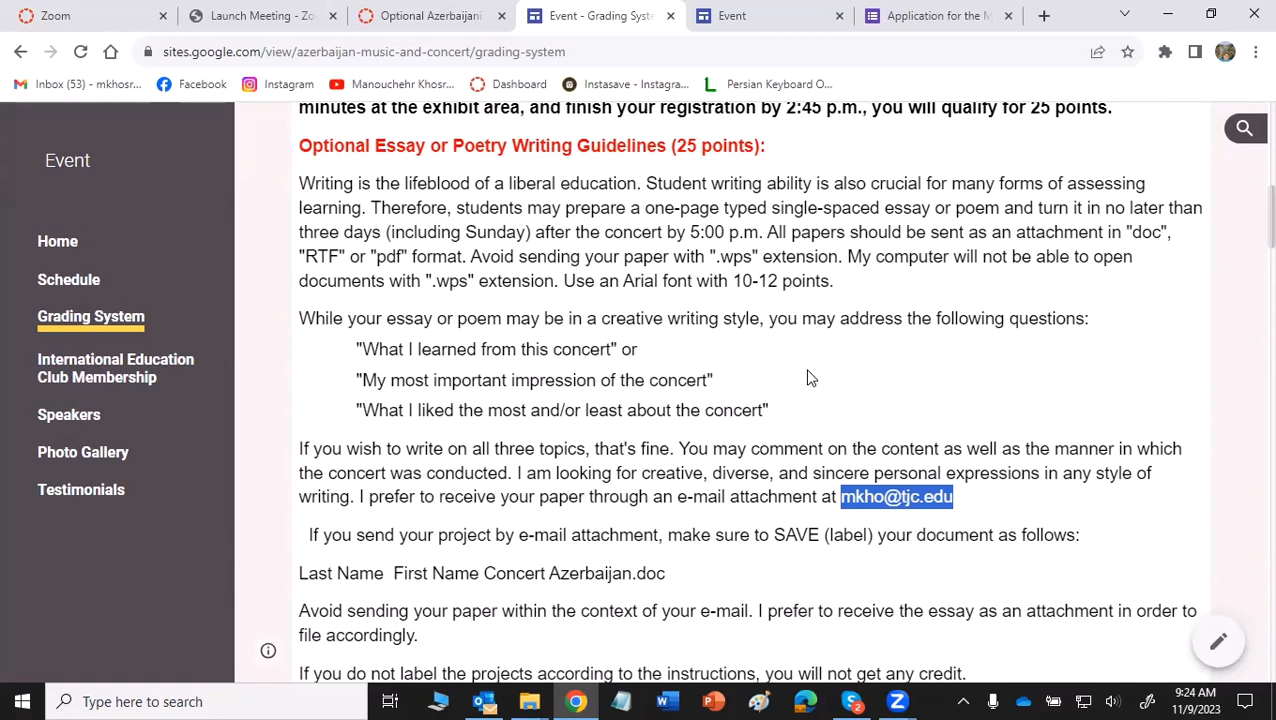 Zoom
Launch Meeting - Zo
Optional Azerbaijani
Event - Grading Syste
Event
Application for the M
sites.google.com/view/azerbaijan-music-and-concert/grading-system
Inbox (53) - mkhosr...
Facebook
Instagram
Manouchehr Khosr...
Dashboard
Instasave - Instagra...
Persian Keyboard O...
minutes at the exhibit area, and finish your registration by 2:45 p.m., you will qualify for 25 points.
Event
Home
Schedule
Grading System
International Education
Club Membership
Speakers
Photo Gallery
Testimonials
Optional Essay or Poetry Writing Guidelines (25 points):
Writing is the lifeblood of a liberal education. Student writing ability is also crucial for many forms of assessing
learning. Therefore, students may prepare a one-page typed single-spaced essay or poem and turn it in no later than
three days (including Sunday) after the concert by 5:00 p.m. All papers should be sent as an attachment in "doc",
"RTF" or "pdf" format. Avoid sending your paper with ".wps" extension. My computer will not be able to open
documents with ".wps" extension. Use an Arial font with 10-12 points.
While your essay or poem may be in a creative writing style, you may address the following questions:
"What I learned from this concert" or
"My most important impression of the concert"
"What I liked the most and/or least about the concert"
If you wish to write on all three topics, that's fine. You may comment on the content as well as the manner in which
the concert was conducted. I am looking for creative, diverse, and sincere personal expressions in any style of
writing. I prefer to receive your paper through an e-mail attachment at mkho@tjc.edu
If you send your project by e-mail attachment, make sure to SAVE (label) your document as follows:
Last Name  First Name Concert Azerbaijan.doc
Avoid sending your paper within the context of your e-mail. I prefer to receive the essay as an attachment in order to
file accordingly.
If you do not label the projects according to the instructions, you will not get any credit.
Type here to search
9:24 AM
11/9/2023